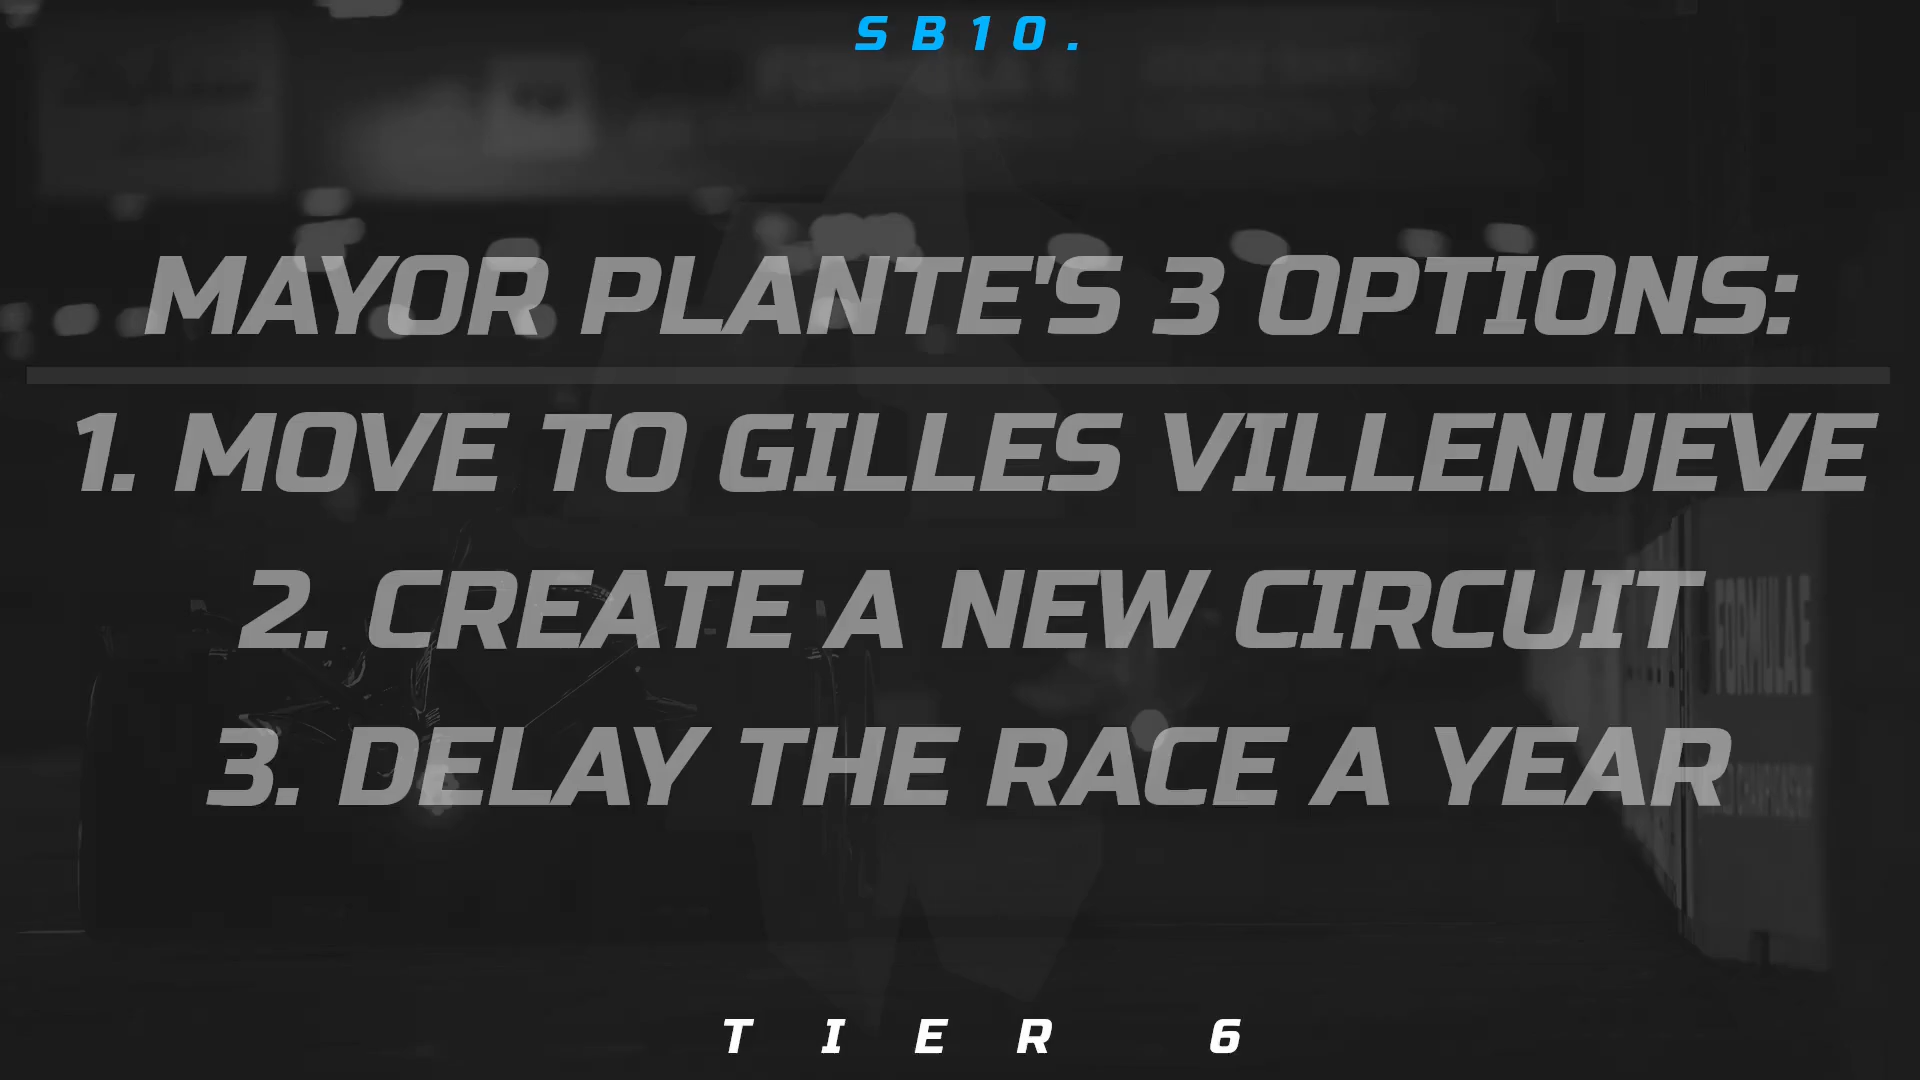 SB10.
MAYOR PLANTE'S 3 OPTIONS:
1. MOVE TO GILLES VILLENUEVE
2. CREATE A NEW CIRCUIT
3. DELAY THE RACE A YEAR
FORMULA E
TIER 6